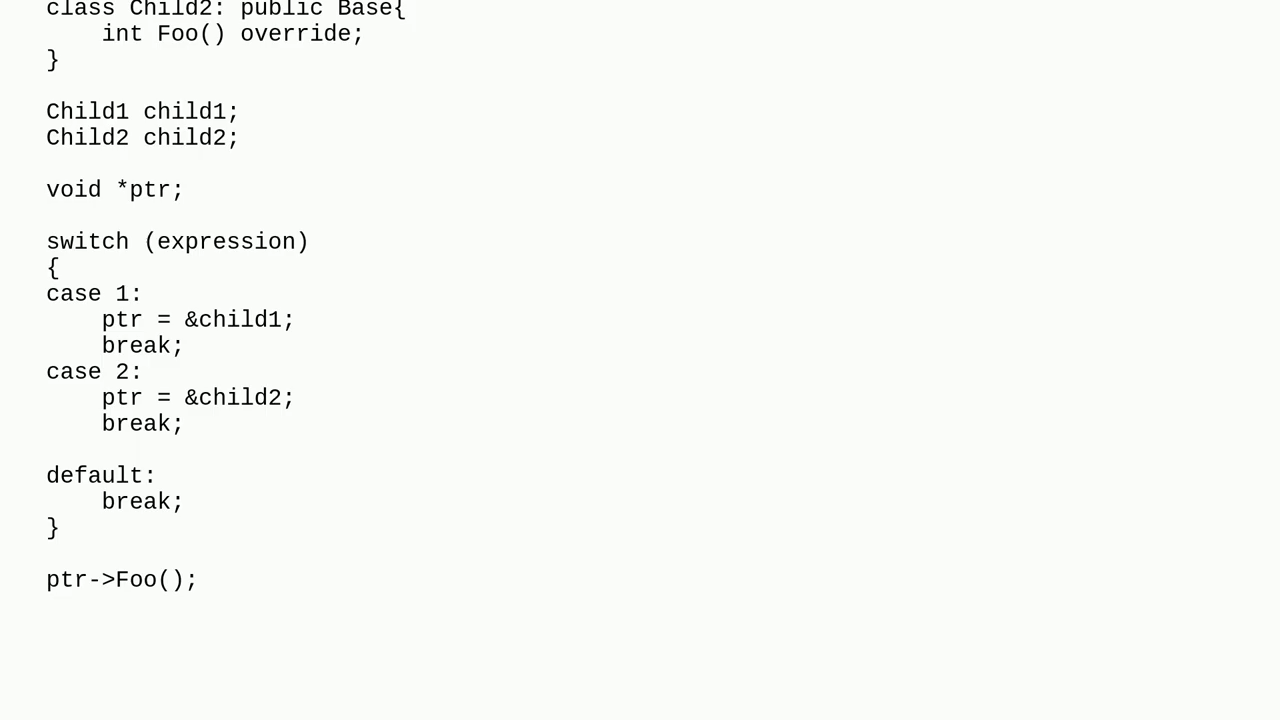 class Child2: public Base{
    int Foo() override;
}

Child1 child1;
Child2 child2;

void *ptr;

switch (expression)
{
case 1:
    ptr = &child1;
    break;
case 2:
    ptr = &child2;
    break;

default:
    break;
}

ptr->Foo();